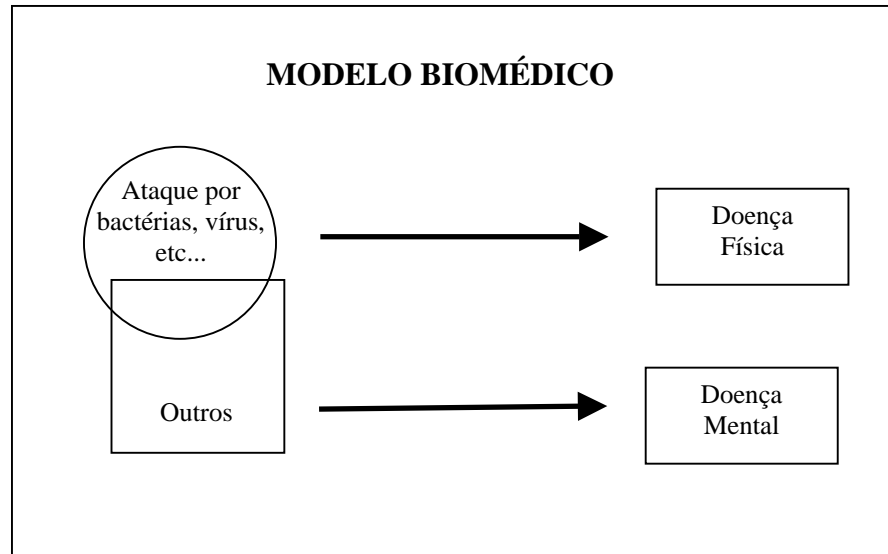 MODELO BIOMÉDICO
Ataque por
bactérias, vírus,
etc...
Doença
Física
Outros
Doença
Mental